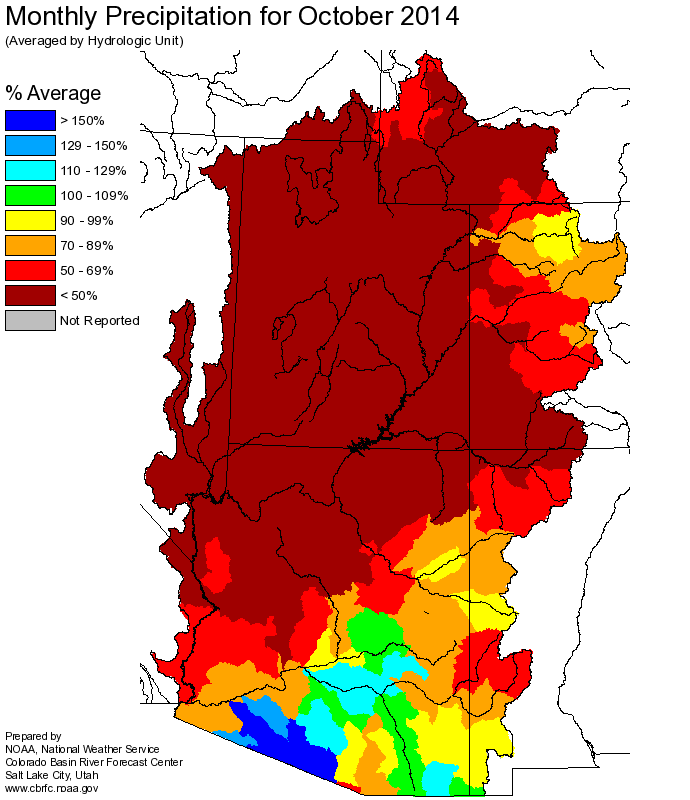 Monthly Precipitation for October 2014
(Averaged by Hydrologic Unit)
% Average
> 150%
129 - 150%
110 - 129%
100 - 109%
90 - 99%
70 - 89%
50 - 69%
< 50%
Not Reported
Prepared by
NOAA, National Weather Service
Colorado Basin River Forecast Center
Salt Lake City, Utah
www.cbrfc.noaa.gov